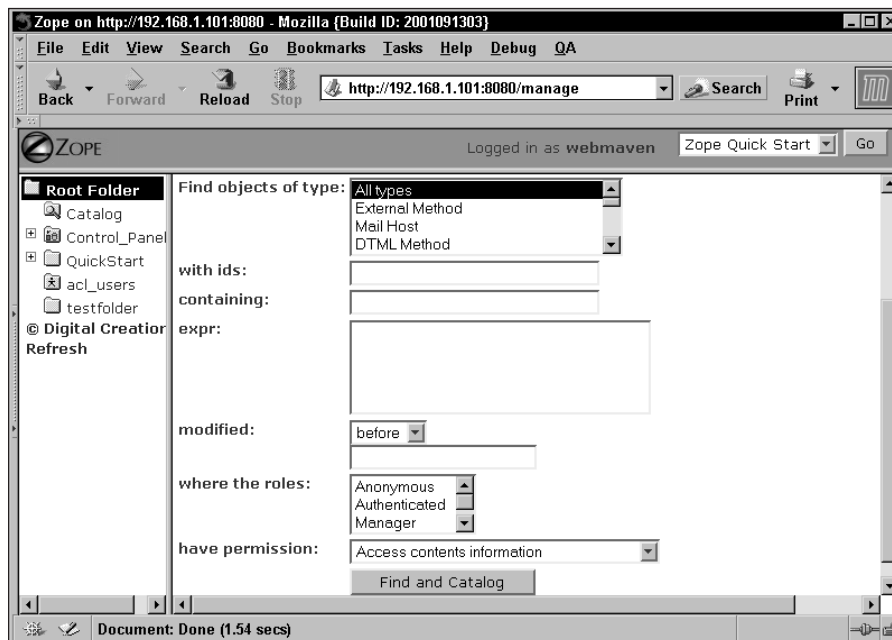 Zope on http://192.168.1.101:8080 - Mozilla {Build ID: 2001091303}
File Edit View Search Go Bookmarks Tasks Help Debug QA
Back Forward Reload Stop http://192.168.1.101:8080/manage Search Print
ZOPE Logged in as webmaven Zope Quick Start Go
Root Folder
Catalog
Control_Panel
QuickStart
acl_users
testfolder
© Digital Creation
Refresh
Find objects of type: All types
External Method
Mail Host
DTML Method
with ids:
containing:
expr:
modified: before
where the roles: Anonymous
Authenticated
Manager
have permission: Access contents information
Find and Catalog
Document: Done (1.54 secs)